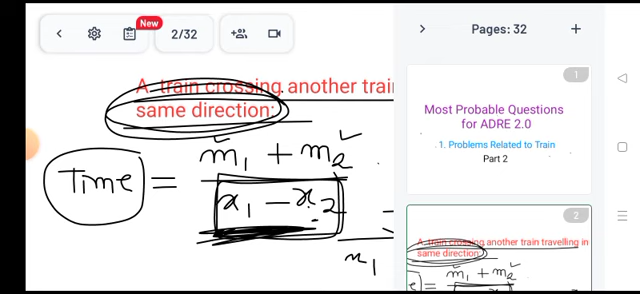 New
2/32
Pages: 32
A train crossing another trai
same direction:
Time = m₁ + m₂
x₁ - x₂
x₁
1
Most Probable Questions
for ADRE 2.0
1. Problems Related to Train
Part 2
2
A train crossing another train travelling in
same direction:
m₁ + m₂